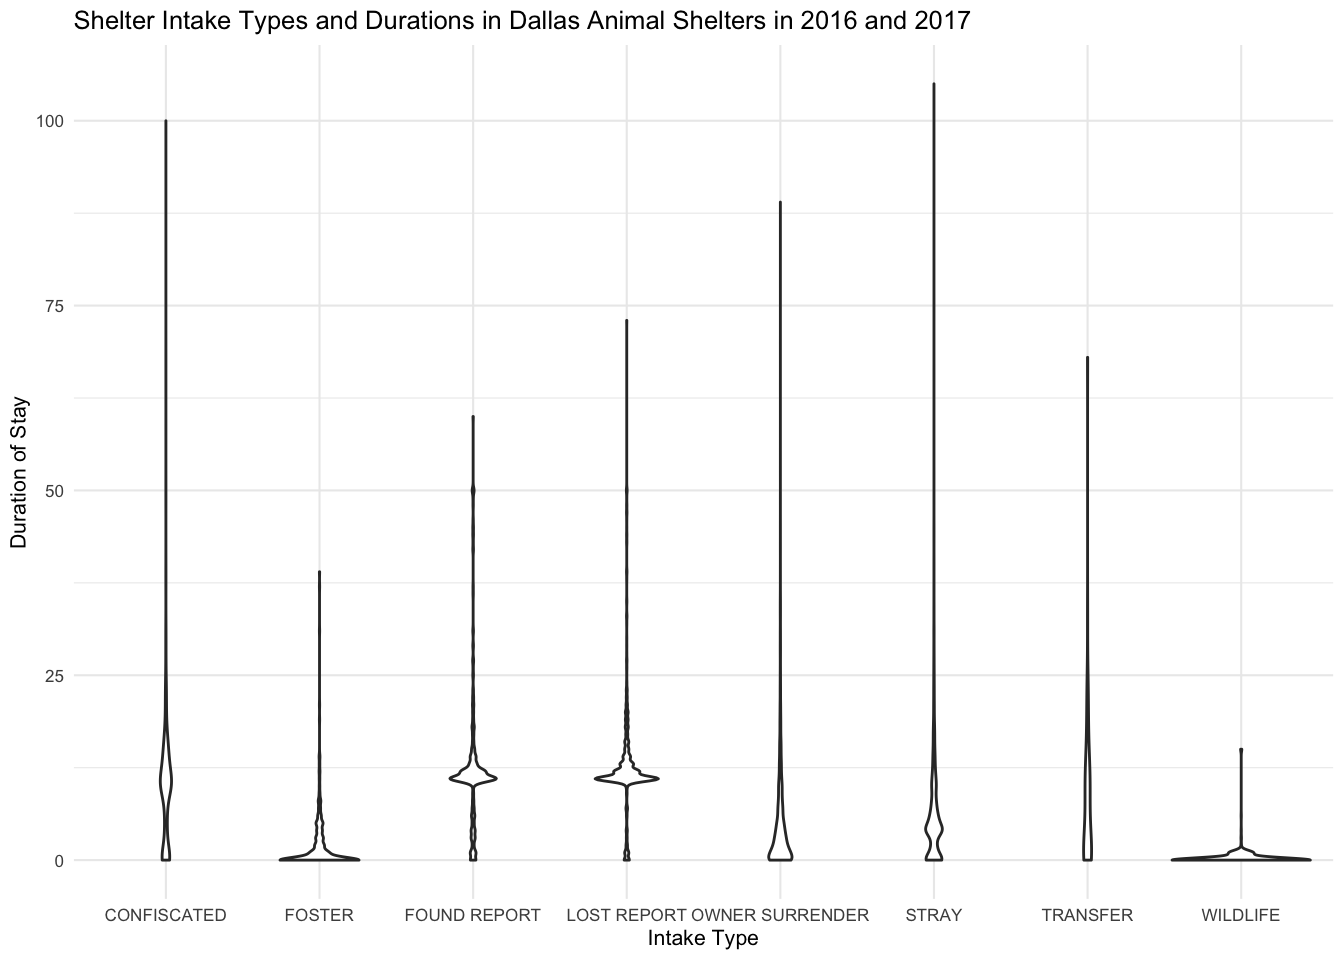 Shelter Intake Types and Durations in Dallas Animal Shelters in 2016 and 2017
100
75
50
25
0
Duration of Stay
CONFISCATED FOSTER FOUND REPORT LOST REPORT OWNER SURRENDER STRAY TRANSFER WILDLIFE
Intake Type